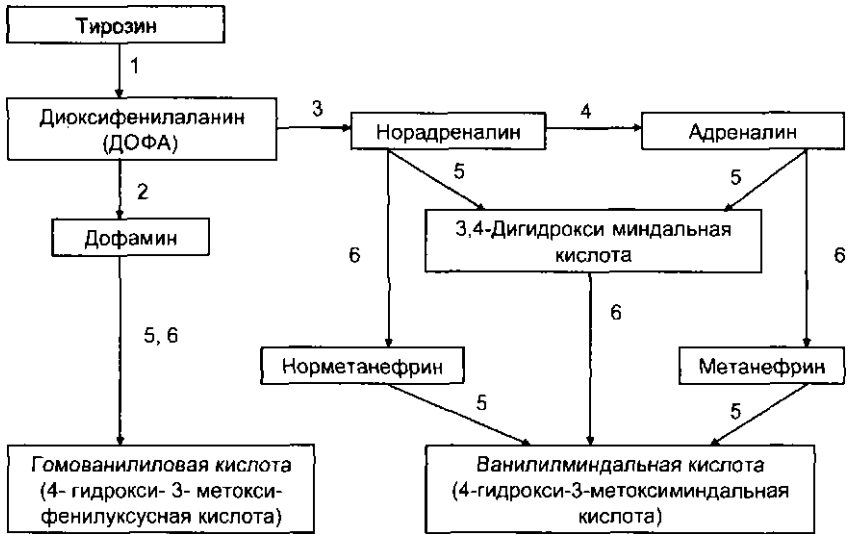 Тирозин
1
Диоксифенилаланин
(ДОФА)
3
Норадреналин
4
Адреналин
2
5
5
Дофамин
3,4-Дигидрокси миндальная
кислота
6
6
6
5, 6
Норметанефрин
Метанефрин
5
5
Гомованилиловая кислота
(4- гидрокси- 3- метокси-
фенилуксусная кислота)
Ванилилминдальная кислота
(4-гидрокси-3-метоксиминдальная
кислота)